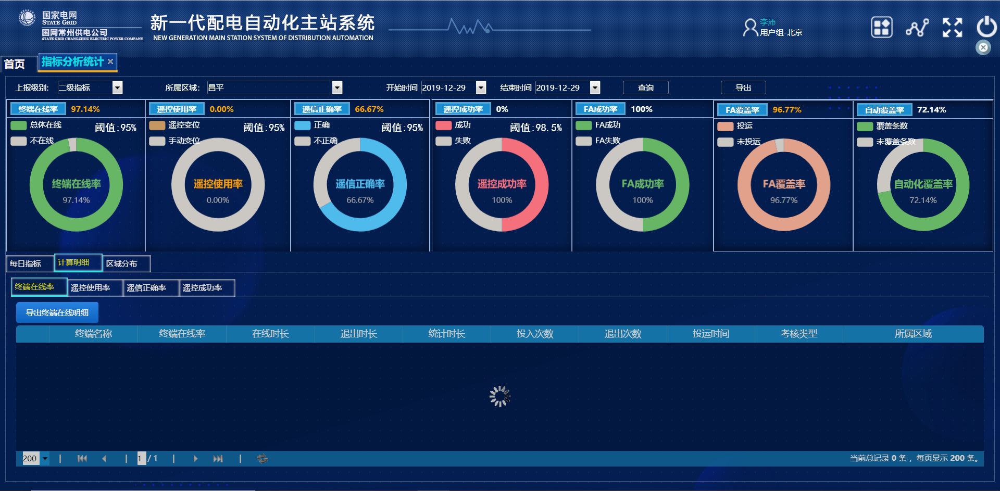 国家电网
STATE GRID
国网常州供电公司
STATE GRID CHANGZHOU ELECTRIC POWER COMPANY
新一代配电自动化主站系统
NEW GENERATION MAIN STATION SYSTEM OF DISTRIBUTION AUTOMATION
李沛
用户组-北京
首页
指标分析统计
上报级别: 二级指标
所属区域: 昌平
开始时间 2019-12-29
结束时间 2019-12-29
查询
导出
终端在线率 97.14%
总体在线
不在线
阈值:95%
终端在线率
97.14%
遥控使用率 0.00%
遥控变位
手动变位
阈值:95%
遥控使用率
0.00%
遥信正确率 66.67%
正确
不正确
阈值:95%
遥信正确率
66.67%
遥控成功率 0%
成功
失败
阈值:98.5%
遥控成功率
100%
FA成功率 100%
FA成功
FA失败
FA成功率
100%
FA覆盖率 96.77%
投运
未投运
FA覆盖率
96.77%
自动覆盖率 72.14%
覆盖条数
未覆盖条数
自动化覆盖率
72.14%
每日指标 计算明细 区域分布
终端在线率 遥控使用率 遥信正确率 遥控成功率
导出终端在线明细
终端名称 终端在线率 在线时长 退出时长 统计时长 投入次数 退出次数 投运时间 考核类型 所属区域
200 1 / 1
当前总记录 0 条， 每页显示 200 条。